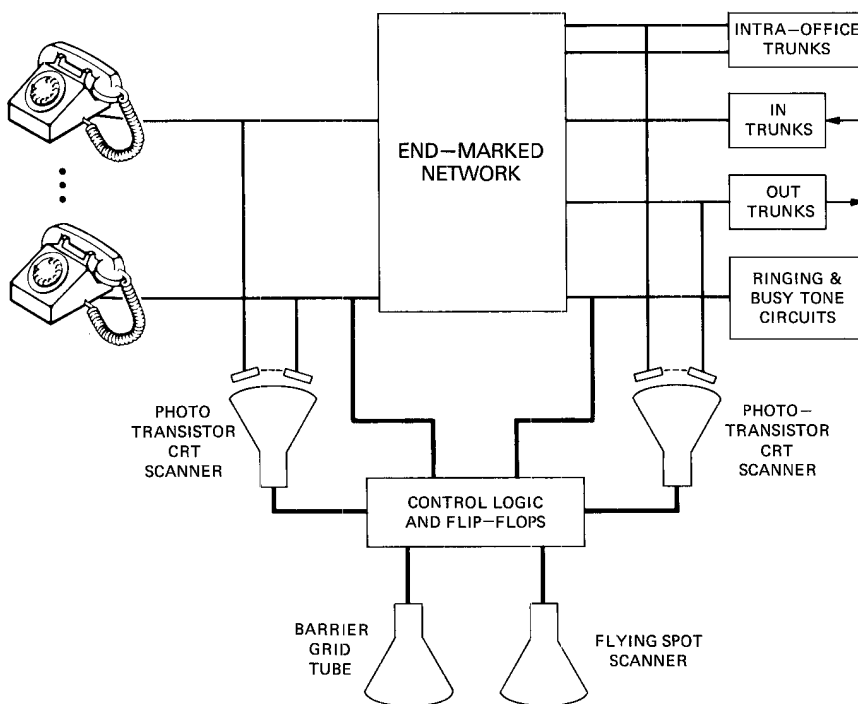 INTRA-OFFICE
TRUNKS
IN
TRUNKS
END-MARKED
NETWORK
OUT
TRUNKS
RINGING &
BUSY TONE
CIRCUITS
PHOTO
TRANSISTOR
CRT
SCANNER
PHOTO-
TRANSISTOR
CRT
SCANNER
CONTROL LOGIC
AND FLIP-FLOPS
BARRIER
GRID
TUBE
FLYING SPOT
SCANNER